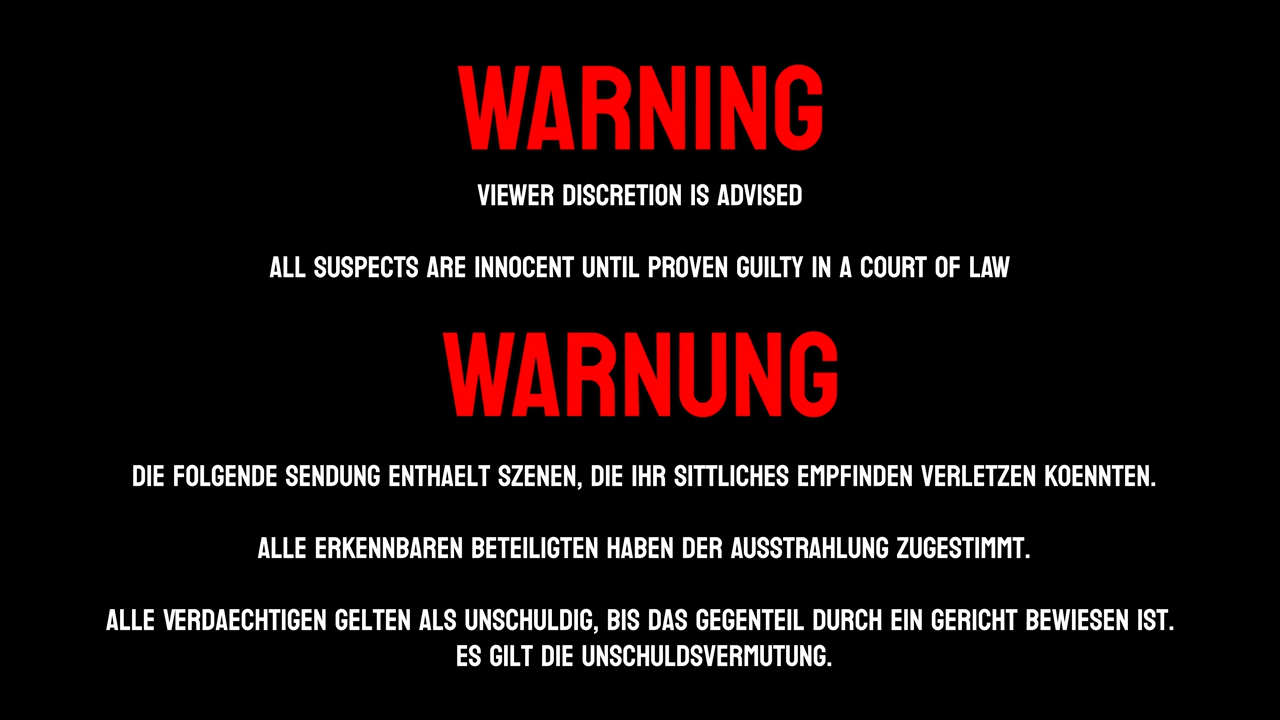 WARNING
VIEWER DISCRETION IS ADVISED
ALL SUSPECTS ARE INNOCENT UNTIL PROVEN GUILTY IN A COURT OF LAW
WARNUNG
DIE FOLGENDE SENDUNG ENTHAELT SZENEN, DIE IHR SITTLICHES EMPFINDEN VERLETZEN KOENNTEN.
ALLE ERKENNBAREN BETEILIGTEN HABEN DER AUSSTRAHLUNG ZUGESTIMMT.
ALLE VERDAECHTIGEN GELTEN ALS UNSCHULDIG, BIS DAS GEGENTEIL DURCH EIN GERICHT BEWIESEN IST.
ES GILT DIE UNSCHULDSVERMUTUNG.